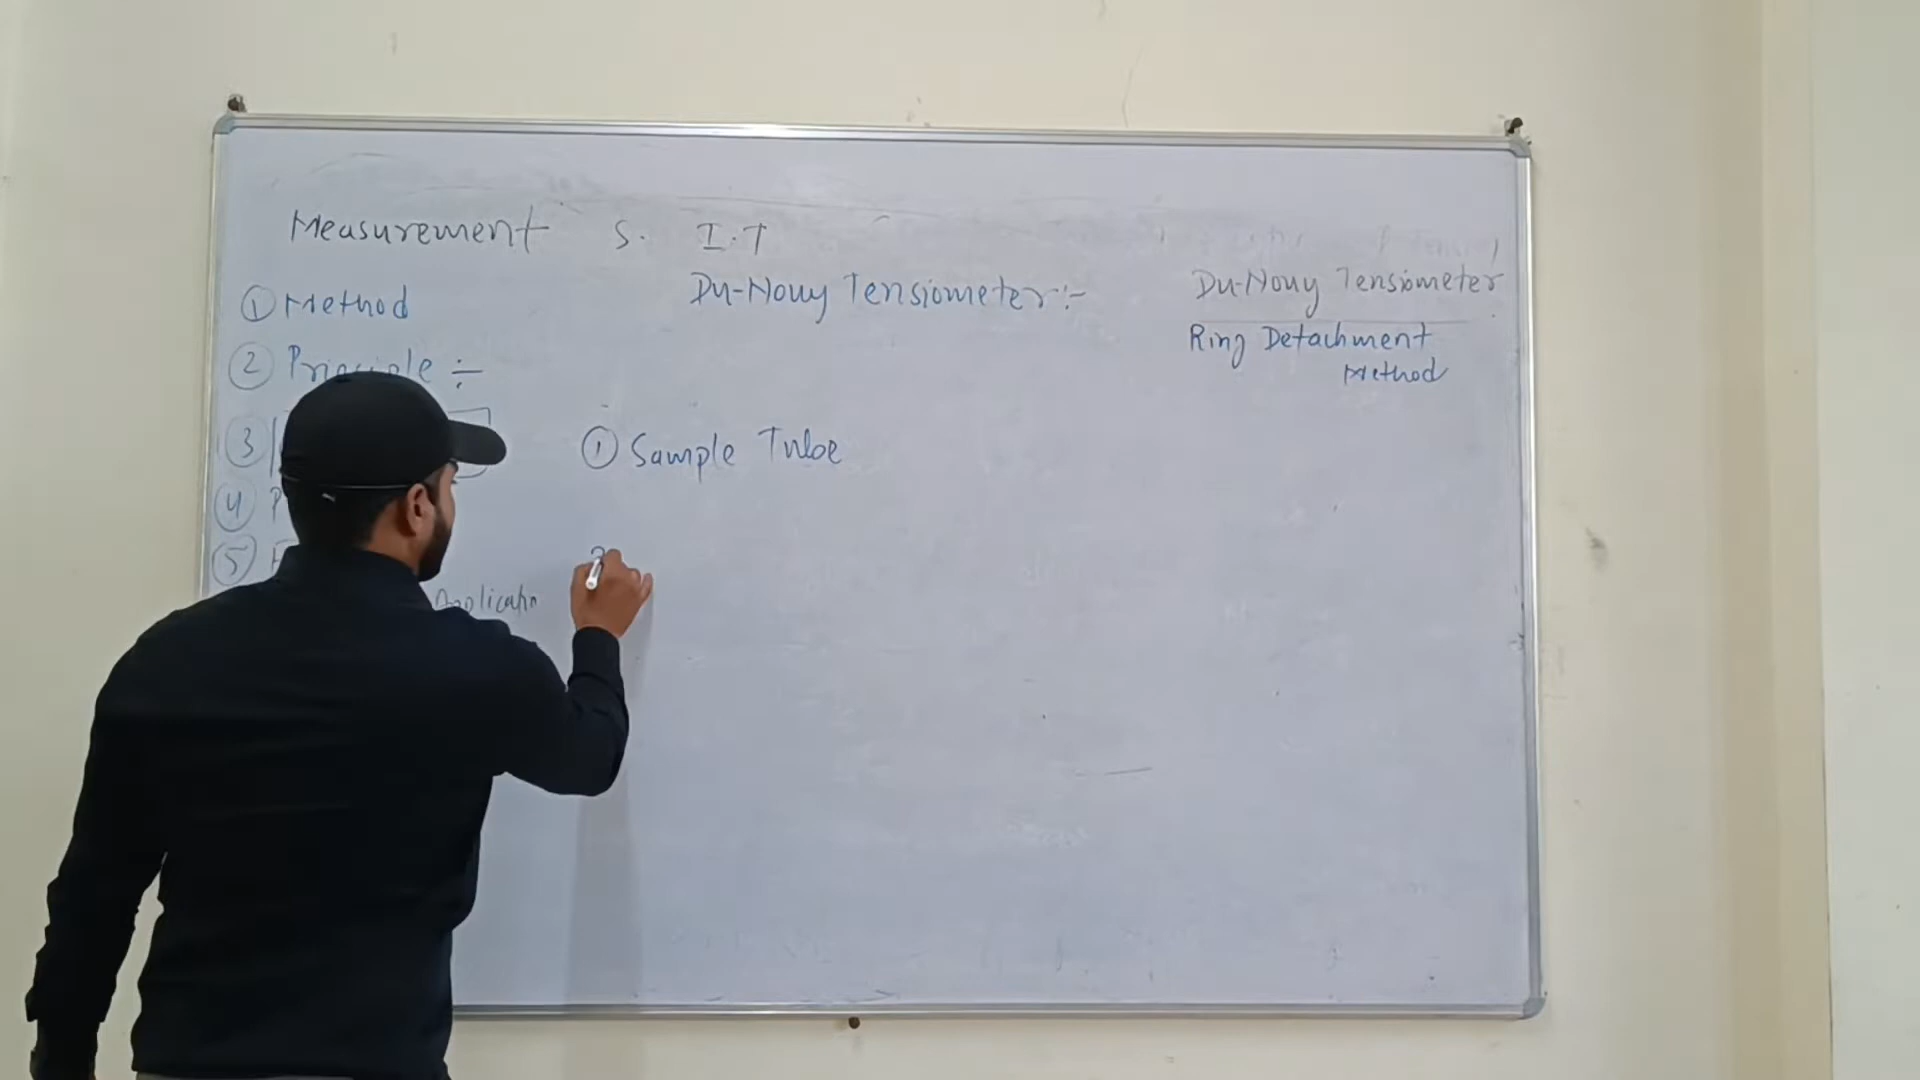 Measurement S. I.T
① Method
② Principle ÷
③
④ P
⑤
Applicatn
Du-Nouy Tensiometer:-
① Sample Tube
Du-Nouy Tensiometer
Ring Detachment
Method